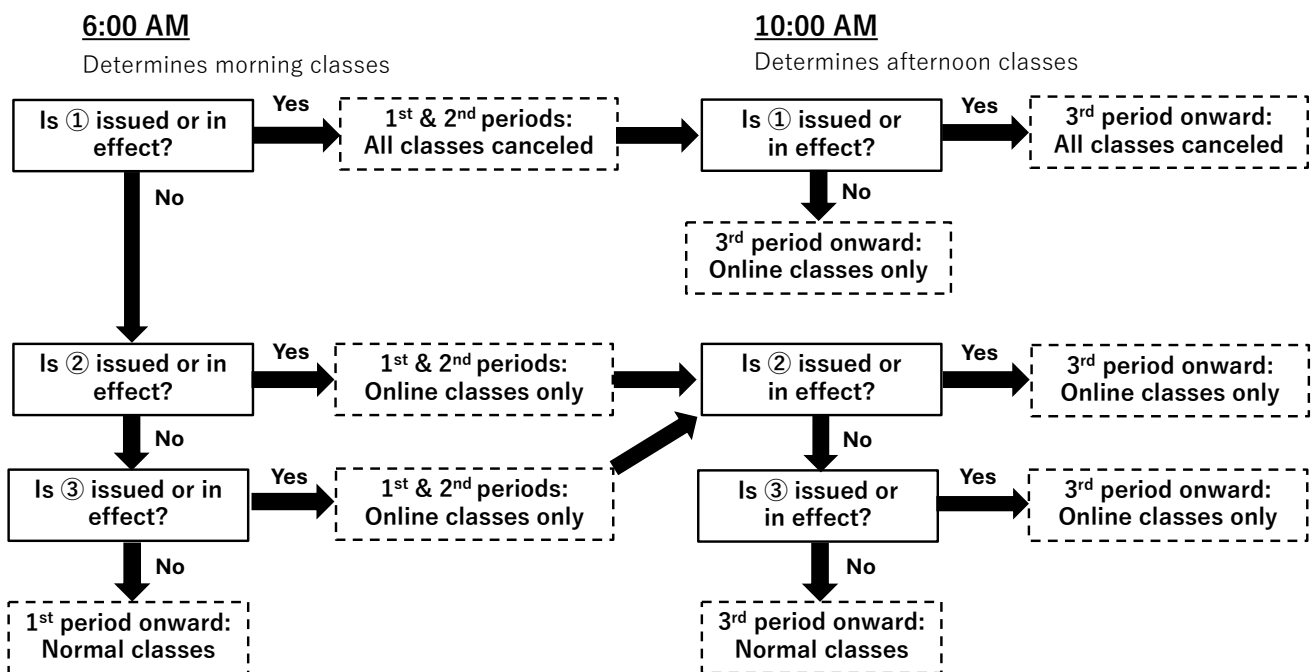 6:00 AM
Determines morning classes
10:00 AM
Determines afternoon classes
Is ① issued or in
effect?
Yes
1st & 2nd periods:
All classes canceled
Is ① issued or
in effect?
Yes
3rd period onward:
All classes canceled
No
No
3rd period onward:
Online classes only
Is ② issued or in
effect?
Yes
1st & 2nd periods:
Online classes only
Is ② issued or
in effect?
Yes
3rd period onward:
Online classes only
No
No
Is ③ issued or in
effect?
Yes
1st & 2nd periods:
Online classes only
Is ③ issued or
in effect?
Yes
3rd period onward:
Online classes only
No
No
1st period onward:
Normal classes
3rd period onward:
Normal classes